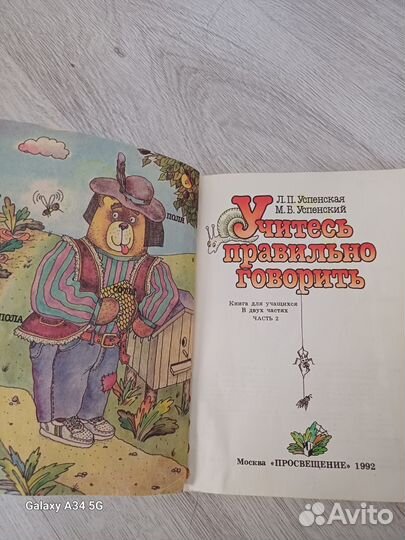 ПОЛЯ
ПОЛА
Л. П. Успенская
М. В. Успенский
Учитесь
правильно
говорить
Книга для учащихся
В двух частях
ЧАСТЬ 2
Москва «ПРОСВЕЩЕНИЕ» 1992
Galaxy A34 5G
Avito